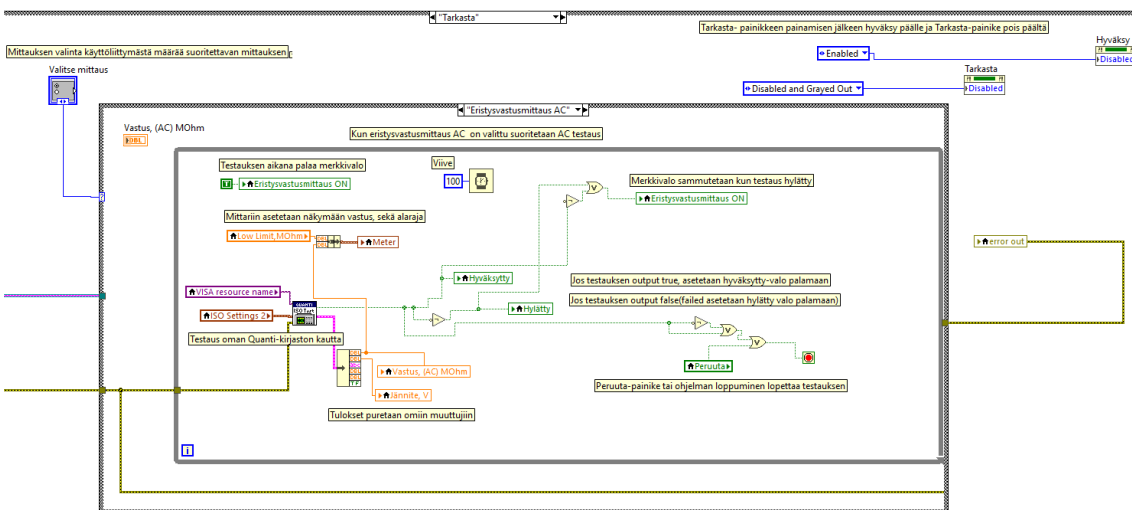 "Tarkasta"
Tarkasta- painikkeen painamisen jälkeen hyväksy päälle ja Tarkasta-painike pois päältä
Hyväksy
Mittauksen valinta käyttöliittymästä määrää suoritettavan mittauksen
Enabled
Disabled
Valitse mittaus
Tarkasta
Disabled and Grayed Out
Disabled
"Eristysvastusmittaus AC"
Vastus, (AC) MOhm
DBL
Kun eristysvastusmittaus AC on valittu suoritetaan AC testaus
Testauksen aikana palaa merkkivalo
Viive
T
Eristysvastusmittaus ON
100
Merkkivalo sammutetaan kun testaus hylätty
Eristysvastusmittaus ON
Mittariin asetetaan näkymään vastus, sekä alaraja
Low Limit,MOhm
Meter
error out
Hyväksytty
Jos testauksen output true, asetetaan hyväksytty-valo palamaan
VISA resource name
Jos testauksen output false(failed asetetaan hylätty valo palamaan)
QUANTI
ISO Test
Hylätty
ISO Settings 2
Testaus oman Quanti-kirjaston kautta
Peruuta
Vastus, (AC) MOhm
Peruuta-painike tai ohjelman loppuminen lopettaa testauksen
Jännite, V
Tulokset puretaan omiin muuttujiin
i